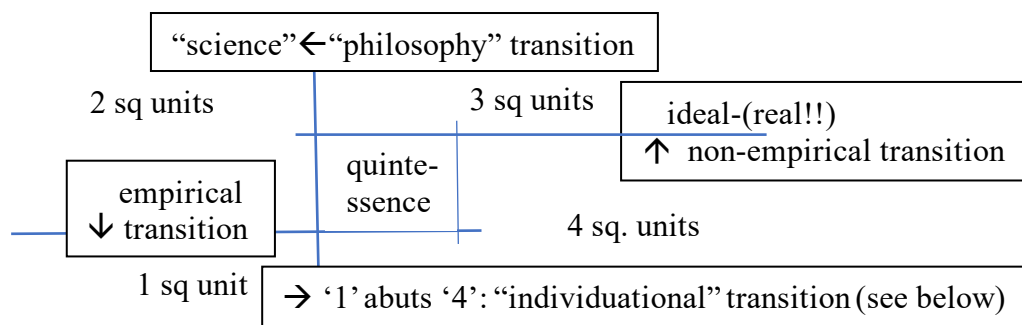 “science”←“philosophy” transition
2 sq units
3 sq units
ideal-(real!!)
↑ non-empirical transition
quinte-
ssence
empirical
↓ transition
4 sq. units
1 sq unit
→ ‘1’ abuts ‘4’: “individuational” transition (see below)